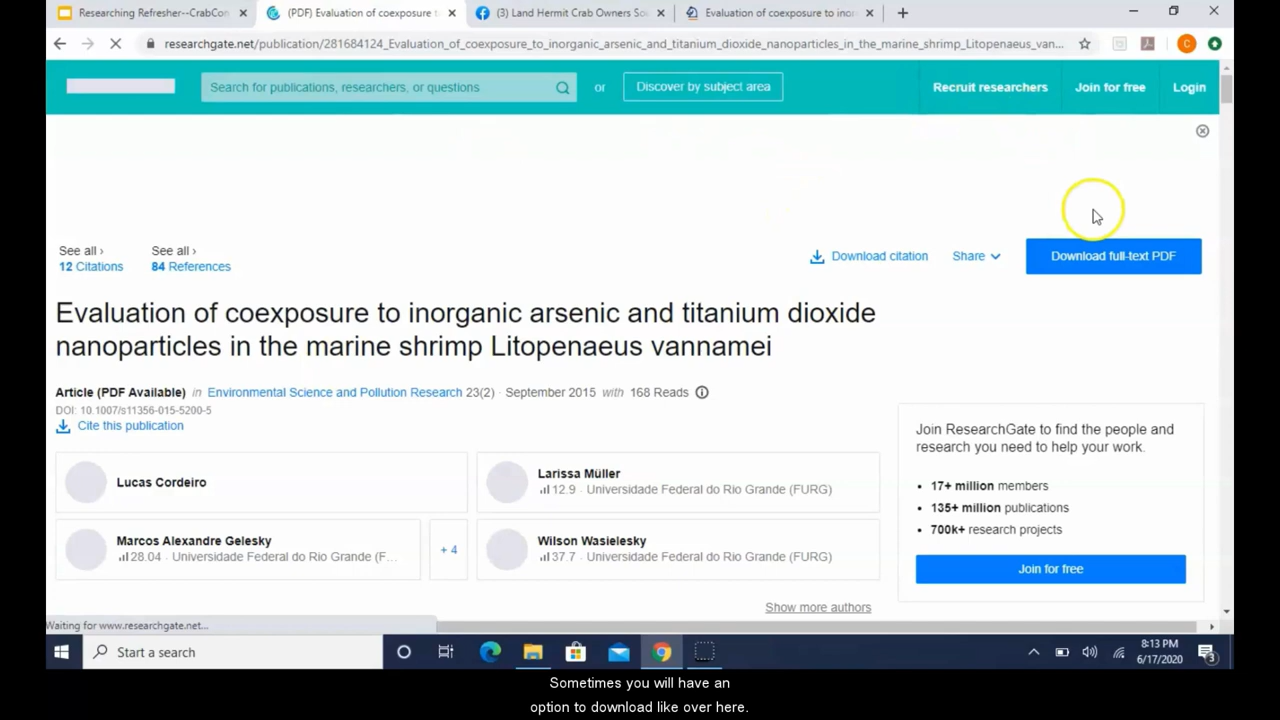 Researching Refresher--CrabCon
(PDF) Evaluation of coexposure t
(3) Land Hermit Crab Owners So
Evaluation of coexposure to inor
researchgate.net/publication/281684124_Evaluation_of_coexposure_to_inorganic_arsenic_and_titanium_dioxide_nanoparticles_in_the_marine_shrimp_Litopenaeus_van...
C
Search for publications, researchers, or questions
or
Discover by subject area
Recruit researchers
Join for free
Login
See all ›
See all ›
12 Citations
84 References
Download citation
Share
Download full-text PDF
Evaluation of coexposure to inorganic arsenic and titanium dioxide
nanoparticles in the marine shrimp Litopenaeus vannamei
Article (PDF Available) in Environmental Science and Pollution Research 23(2) · September 2015 with 168 Reads
DOI: 10.1007/s11356-015-5200-5
Cite this publication
Lucas Cordeiro
Larissa Müller
12.9 · Universidade Federal do Rio Grande (FURG)
Marcos Alexandre Gelesky
28.04 · Universidade Federal do Rio Grande (F...
+ 4
Wilson Wasielesky
37.7 · Universidade Federal do Rio Grande (FURG)
Show more authors
Join ResearchGate to find the people and
research you need to help your work.
• 17+ million members
• 135+ million publications
• 700k+ research projects
Join for free
Waiting for www.researchgate.net...
Start a search
8:13 PM
6/17/2020
3
Sometimes you will have an
option to download like over here.